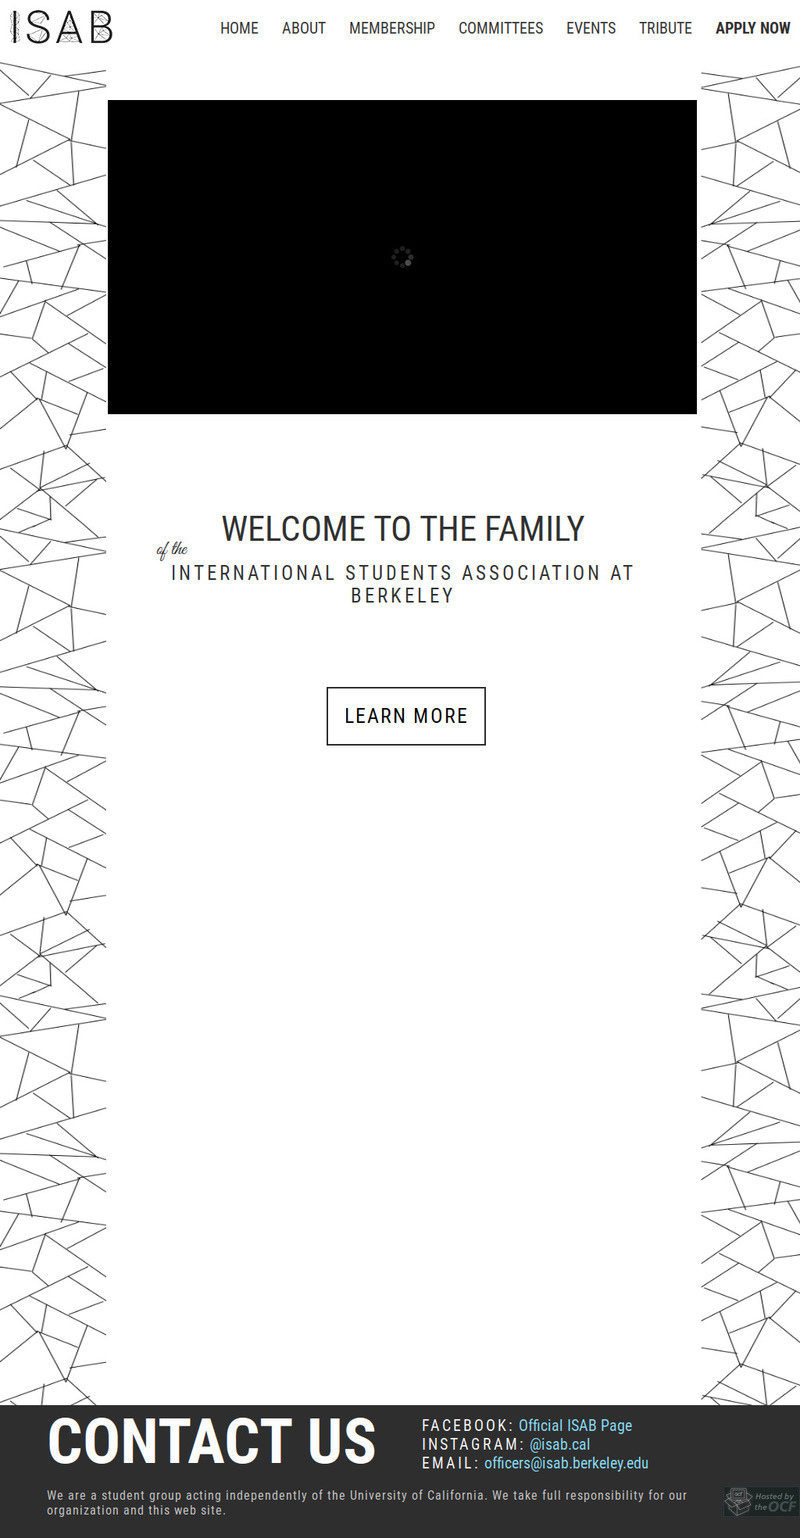 ISAB
HOME ABOUT MEMBERSHIP COMMITTEES EVENTS TRIBUTE APPLY NOW
WELCOME TO THE FAMILY
of the
INTERNATIONAL STUDENTS ASSOCIATION AT
BERKELEY
LEARN MORE
CONTACT US
FACEBOOK: Official ISAB Page
INSTAGRAM: @isab.cal
EMAIL: officers@isab.berkeley.edu
We are a student group acting independently of the University of California. We take full responsibility for our
organization and this web site.
Hosted by
the OCF